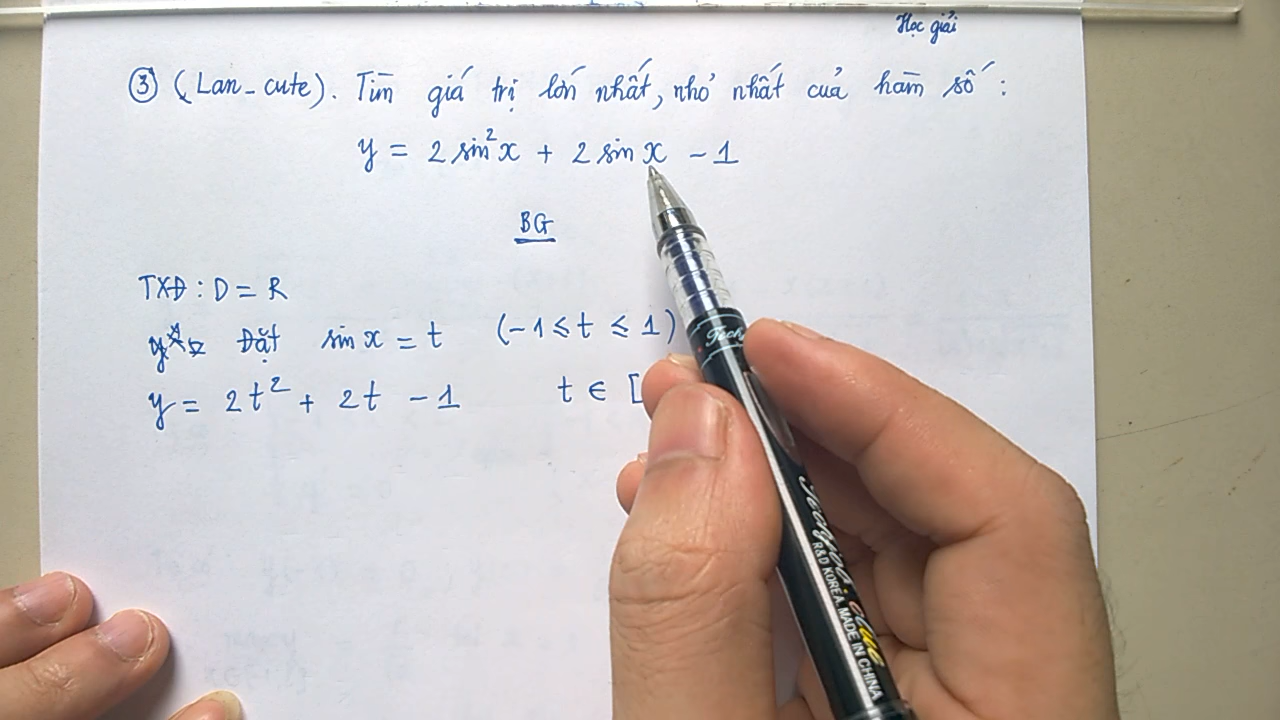 Học giải
③ (Lan_cute). Tìm giá trị lớn nhất, nhỏ nhất của hàm số :
y = 2 sin²x + 2 sin x - 1
BG
TXĐ : D = R
Đặt sin x = t (-1 ≤ t ≤ 1)
y = 2t² + 2t - 1 t ∈ [
R&D KOREA. MADE IN CHINA